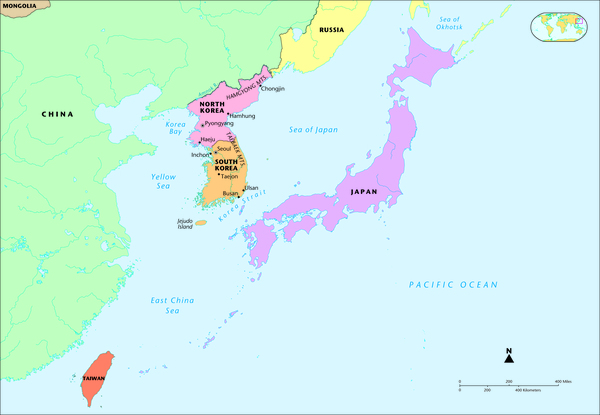 MONGOLIA
RUSSIA
Sea of
Okhotsk
CHINA
HAMGYONG MTS.
Chongjin
NORTH
KOREA
Hamhung
Pyongyang
Korea
Bay
Sea of Japan
Haeju
TAEBAEK MTS.
Inchon
Seoul
SOUTH
KOREA
Yellow
Sea
Taejon
Ulsan
Busan
JAPAN
Korea Strait
Jejudo
Island
PACIFIC OCEAN
East China
Sea
N
TAIWAN
0 200 400 Miles
0 200 400 Kilometers